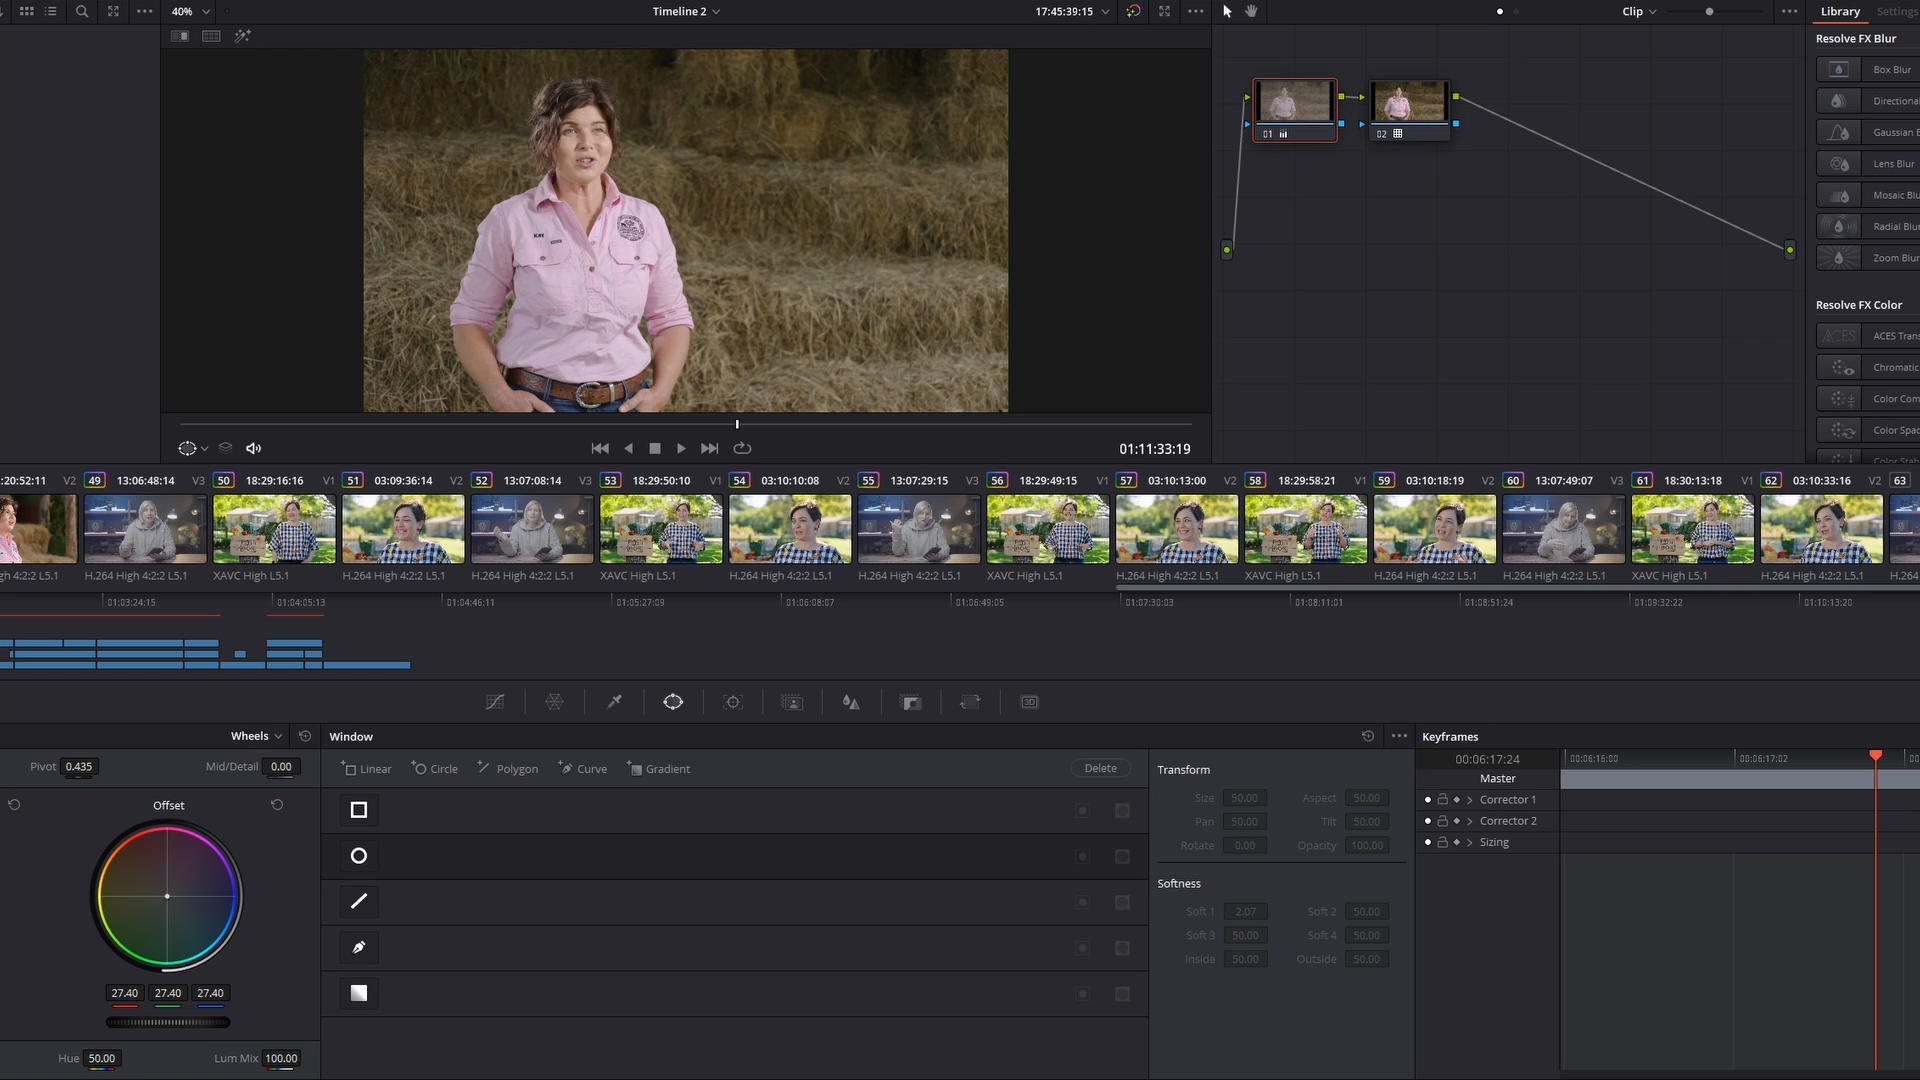 40%
Timeline 2
17:45:39:15
Clip
Library
Settings
Resolve FX Blur
Box Blur
Directional
Gaussian B
Lens Blur
Mosaic Blu
Radial Blur
Zoom Blur
01
02
KAY
Resolve FX Color
ACES Trans
Chromatic
Color Com
Color Spac
01:11:33:19
:20:52:11 V2 49 13:06:48:14 V3 50 18:29:16:16 V1 51 03:09:36:14 V2 52 13:07:08:14 V3 53 18:29:50:10 V1 54 03:10:10:08 V2 55 13:07:29:15 V3 56 18:29:49:15 V1 57 03:10:13:00 V2 58 18:29:58:21 V1 59 03:10:18:19 V2 60 13:07:49:07 V3 61 18:30:13:18 V1 62 03:10:33:16 V2 63
gh 4:2:2 L5.1 H.264 High 4:2:2 L5.1 XAVC High L5.1 H.264 High 4:2:2 L5.1 H.264 High 4:2:2 L5.1 XAVC High L5.1 H.264 High 4:2:2 L5.1 H.264 High 4:2:2 L5.1 XAVC High L5.1 H.264 High 4:2:2 L5.1 XAVC High L5.1 H.264 High 4:2:2 L5.1 H.264 High 4:2:2 L5.1 XAVC High L5.1 H.264 High 4:2:2 L5.1 H.264
01:03:24:15 01:04:05:13 01:04:46:11 01:05:27:09 01:06:08:07 01:06:49:05 01:07:30:03 01:08:11:01 01:08:51:24 01:09:32:22 01:10:13:20
3D
Wheels
Window
Keyframes
Pivot 0.435 Mid/Detail 0.00
Linear Circle Polygon Curve Gradient Delete
Transform
00:06:17:24 00:06:16:00 00:06:17:02 00
Master
Offset
Size 50.00 Aspect 50.00
Corrector 1
Pan 50.00 Tilt 50.00
Corrector 2
Rotate 0.00 Opacity 100.00
Sizing
Softness
Soft 1 2.07 Soft 2 50.00
Soft 3 50.00 Soft 4 50.00
Inside 50.00 Outside 50.00
27.40 27.40 27.40
Hue 50.00 Lum Mix 100.00